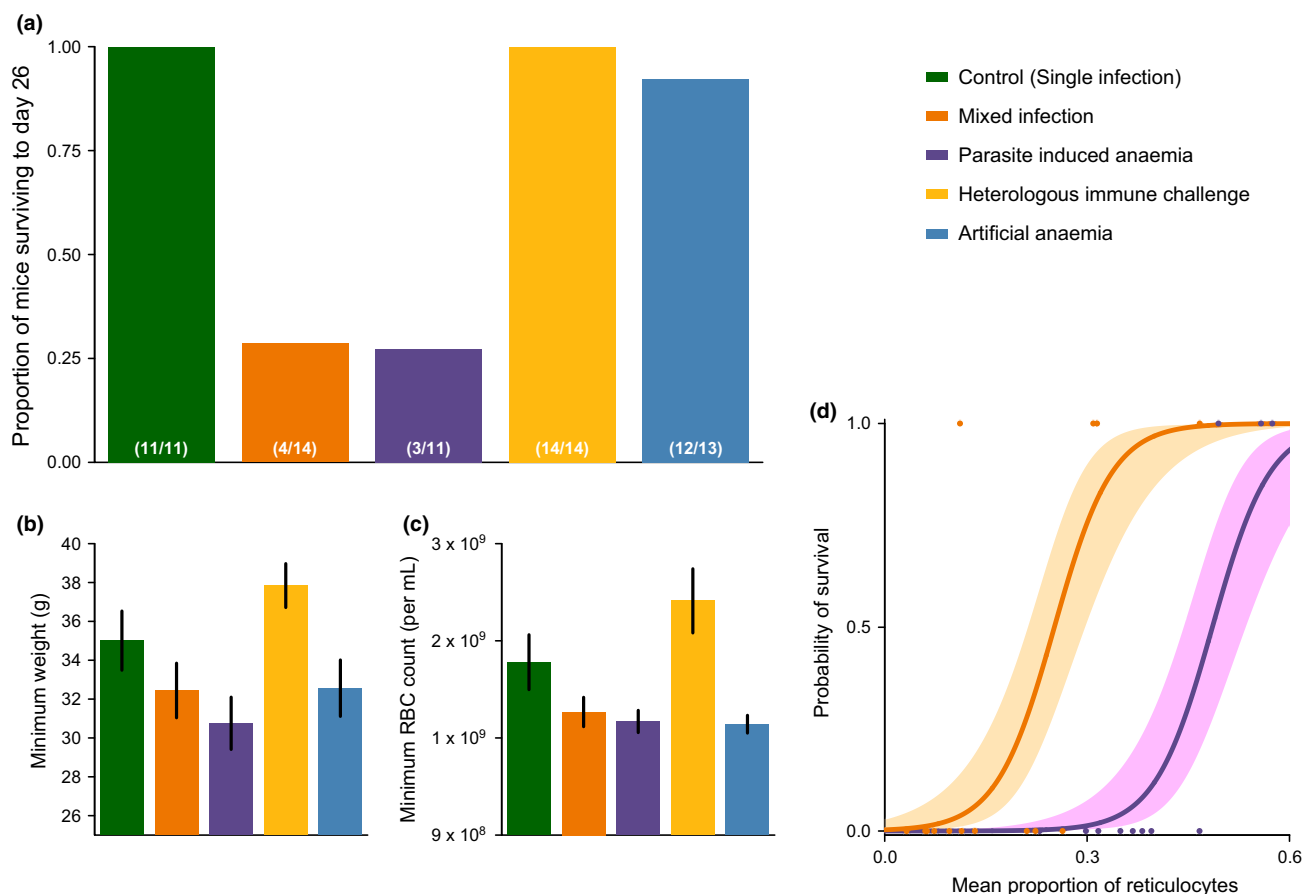 (a)
Proportion of mice surviving to day 26
1.00
0.75
0.50
0.25
0.00
(11/11)
(4/14)
(3/11)
(14/14)
(12/13)
Control (Single infection)
Mixed infection
Parasite induced anaemia
Heterologous immune challenge
Artificial anaemia
(b)
Minimum weight (g)
40
38
36
34
32
30
28
26
(c)
Minimum RBC count (per mL)
3 x 10⁹
2 x 10⁹
1 x 10⁹
9 x 10⁸
(d)
Probability of survival
1.0
0.5
0.0
0.0
0.3
0.6
Mean proportion of reticulocytes